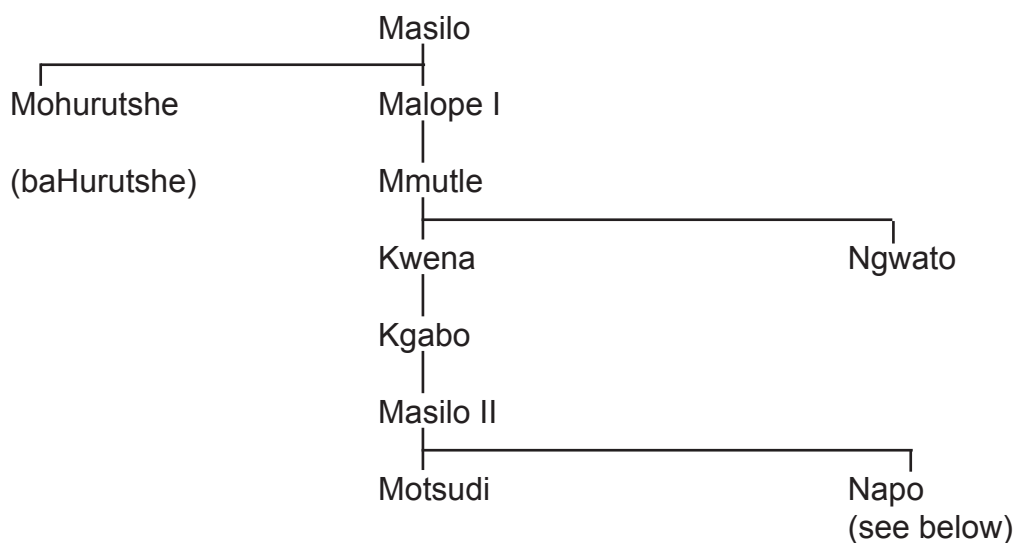 Masilo
Mohurutshe Malope I
(baHurutshe) Mmutle
Kwena Ngwato
Kgabo
Masilo II
Motsudi Napo
(see below)